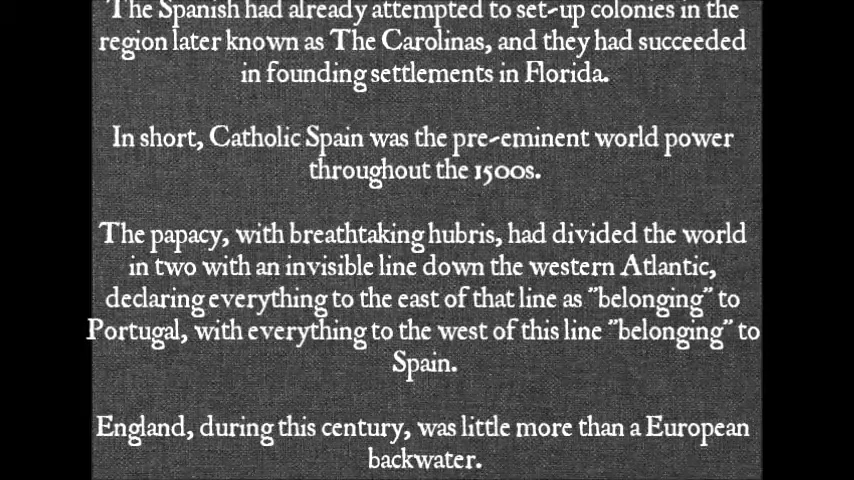 The Spanish had already attempted to set-up colonies in the
region later known as The Carolinas, and they had succeeded
in founding settlements in Florida.
In short, Catholic Spain was the pre-eminent world power
throughout the 1500s.
The papacy, with breathtaking hubris, had divided the world
in two with an invisible line down the western Atlantic,
declaring everything to the east of that line as "belonging" to
Portugal, with everything to the west of this line "belonging" to
Spain.
England, during this century, was little more than a European
backwater.